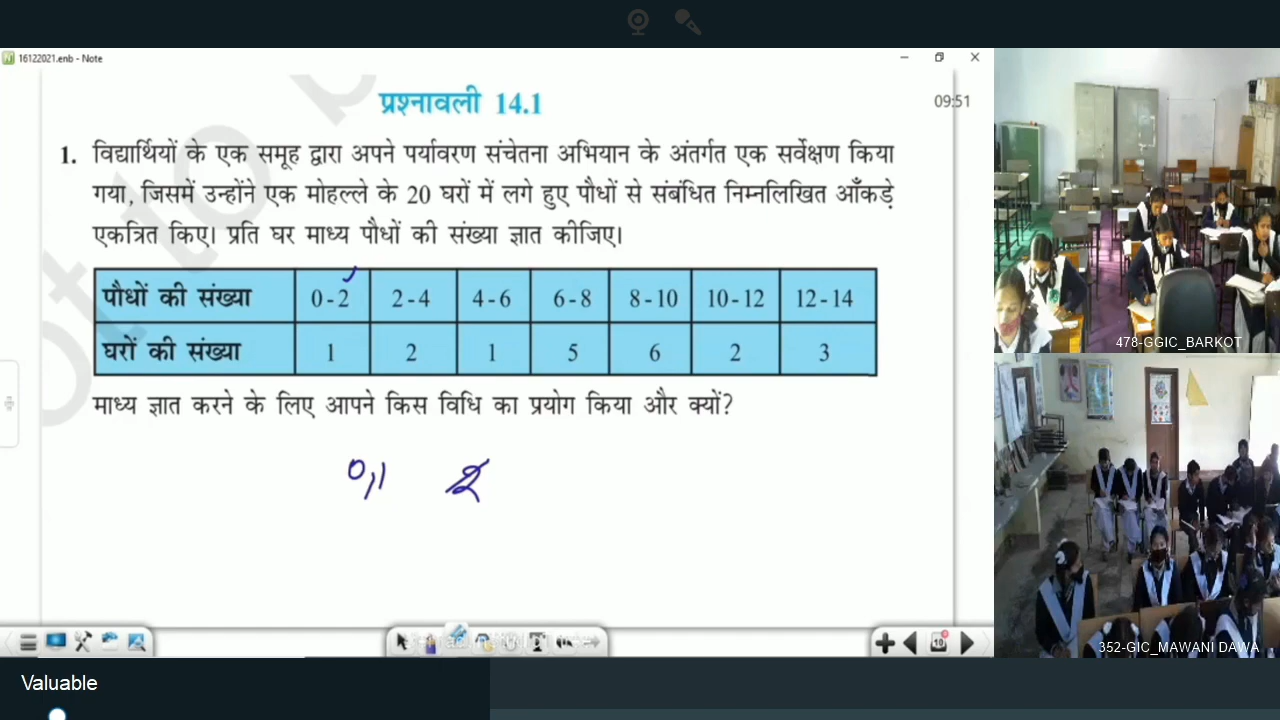 16122021.enb - Note
प्रश्नावली 14.1
09:51
1. विद्यार्थियों के एक समूह द्वारा अपने पर्यावरण संचेतना अभियान के अंतर्गत एक सर्वेक्षण किया
गया, जिसमें उन्होंने एक मोहल्ले के 20 घरों में लगे हुए पौधों से संबंधित निम्नलिखित आँकड़े
एकत्रित किए। प्रति घर माध्य पौधों की संख्या ज्ञात कीजिए।
पौधों की संख्या 0-2 2-4 4-6 6-8 8-10 10-12 12-14
घरों की संख्या 1 2 1 5 6 2 3
माध्य ज्ञात करने के लिए आपने किस विधि का प्रयोग किया और क्यों?
0,1 2
478-GGIC_BARKOT
352-GIC_MAWANI DAWA
10
Valuable